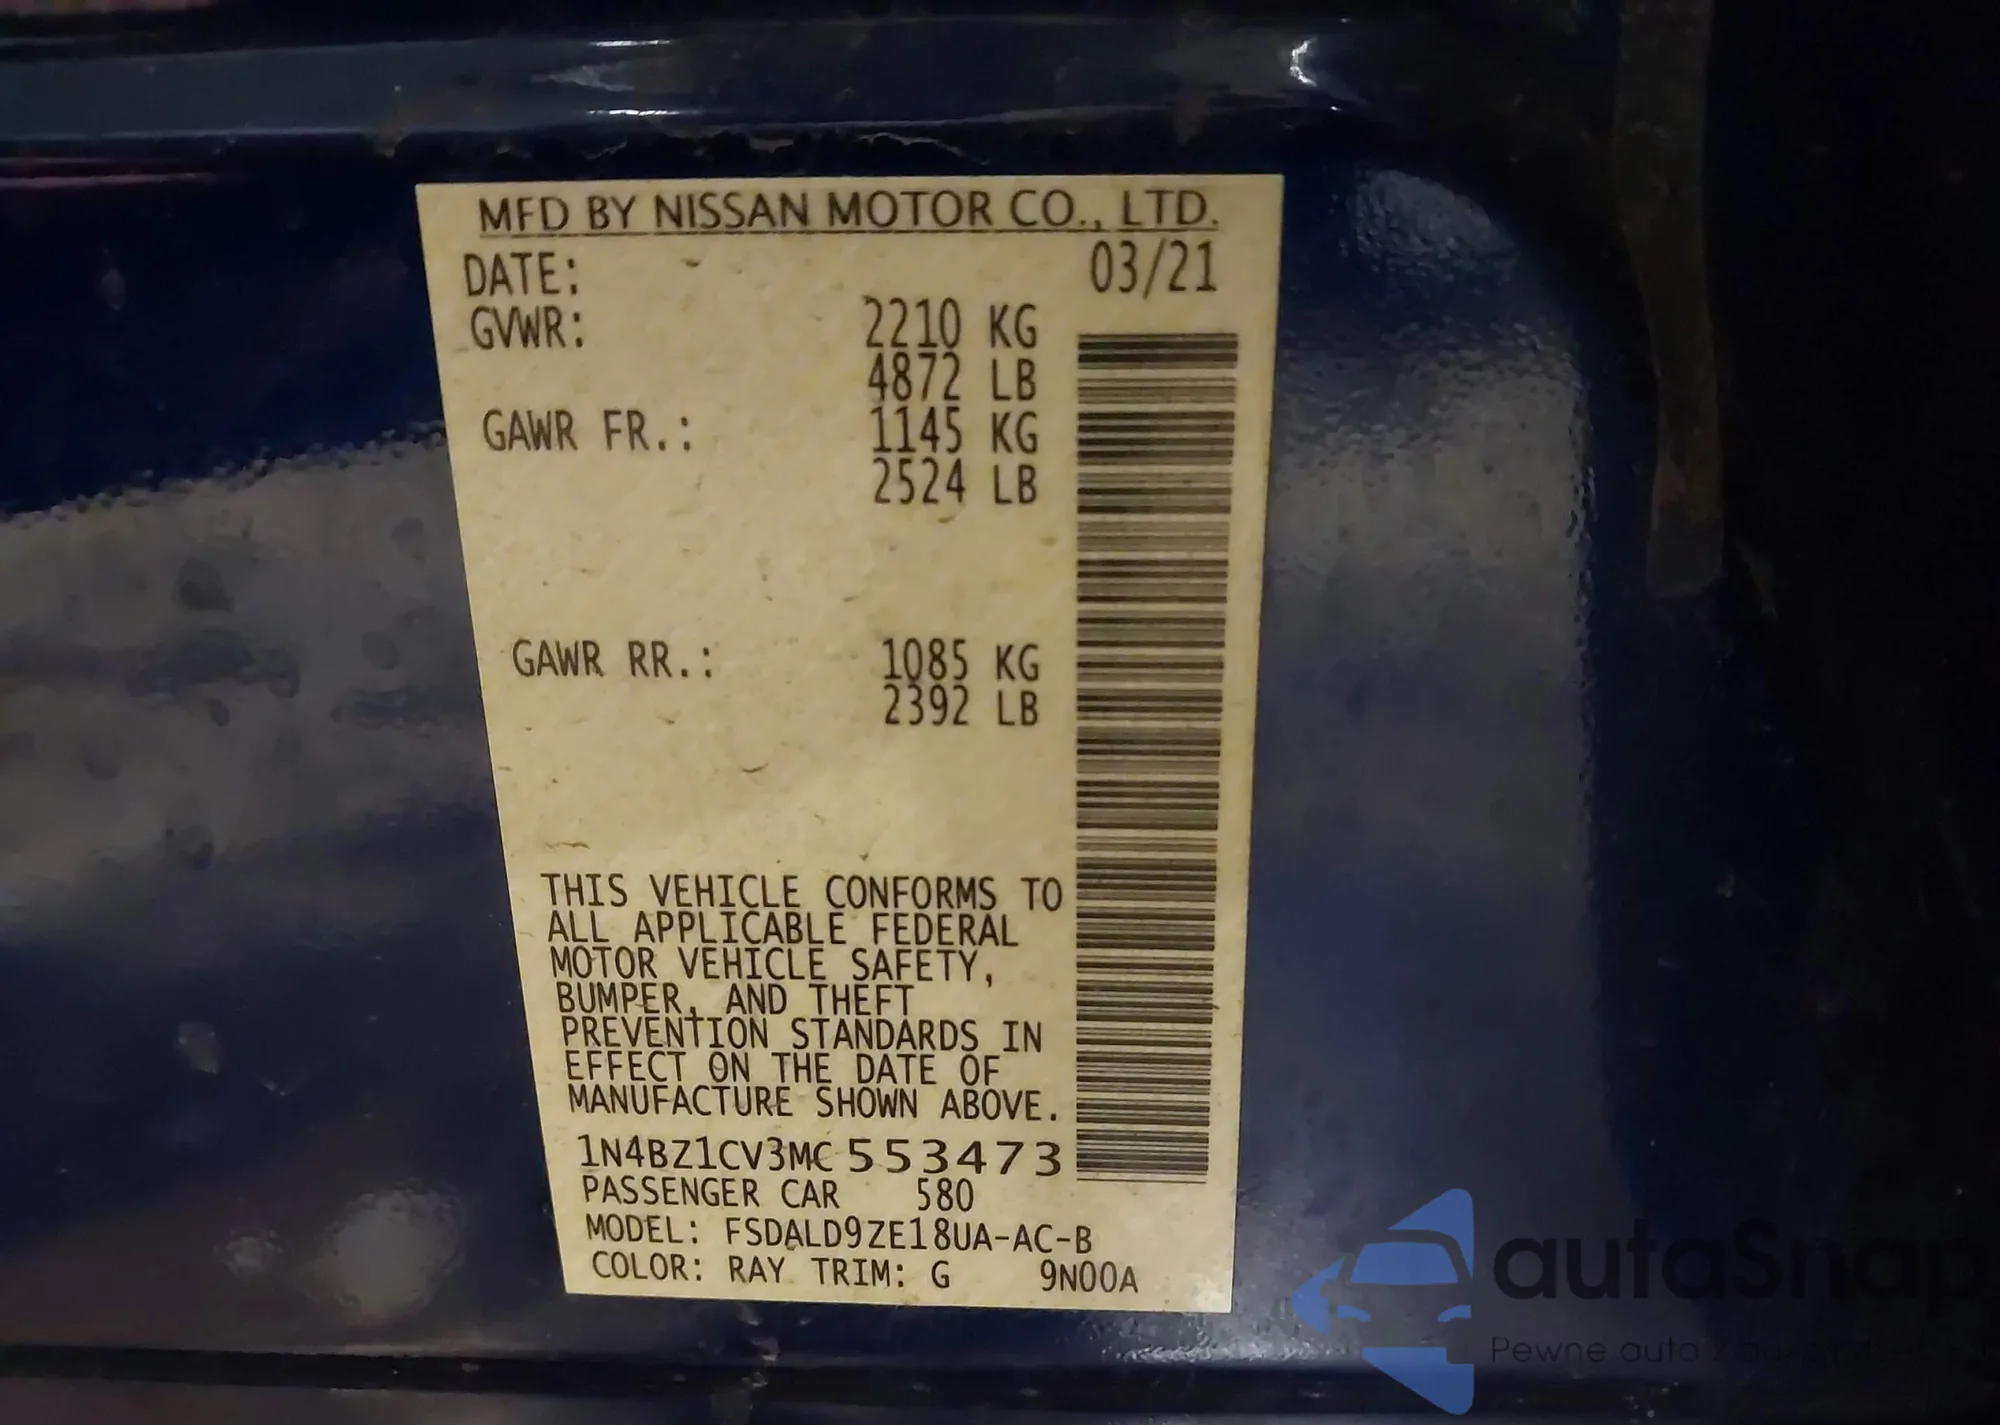 MFD BY NISSAN MOTOR CO., LTD.
DATE: 03/21
GVWR: 2210 KG
4872 LB
GAWR FR.: 1145 KG
2524 LB
GAWR RR.: 1085 KG
2392 LB
THIS VEHICLE CONFORMS TO
ALL APPLICABLE FEDERAL
MOTOR VEHICLE SAFETY,
BUMPER, AND THEFT
PREVENTION STANDARDS IN
EFFECT ON THE DATE OF
MANUFACTURE SHOWN ABOVE.
1N4BZ1CV3MC553473
PASSENGER CAR 580
MODEL: FSDALD9ZE18UA-AC-B
COLOR: RAY TRIM: G 9N00A
autaSnap
Pewne auto z